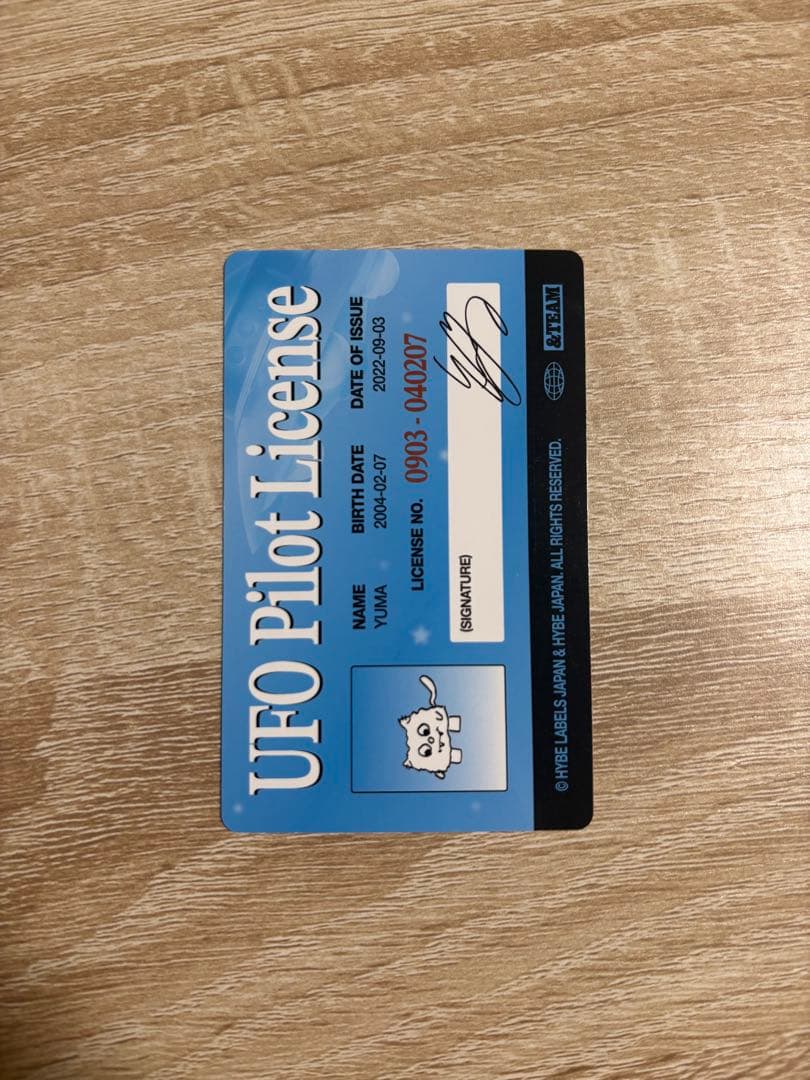 UFO Pilot License
NAME BIRTH DATE DATE OF ISSUE
YUMA 2004-02-07 2022-09-03
LICENSE NO. 0903 - 040207
(SIGNATURE)
© HYBE LABELS JAPAN & HYBE JAPAN. ALL RIGHTS RESERVED. &TEAM